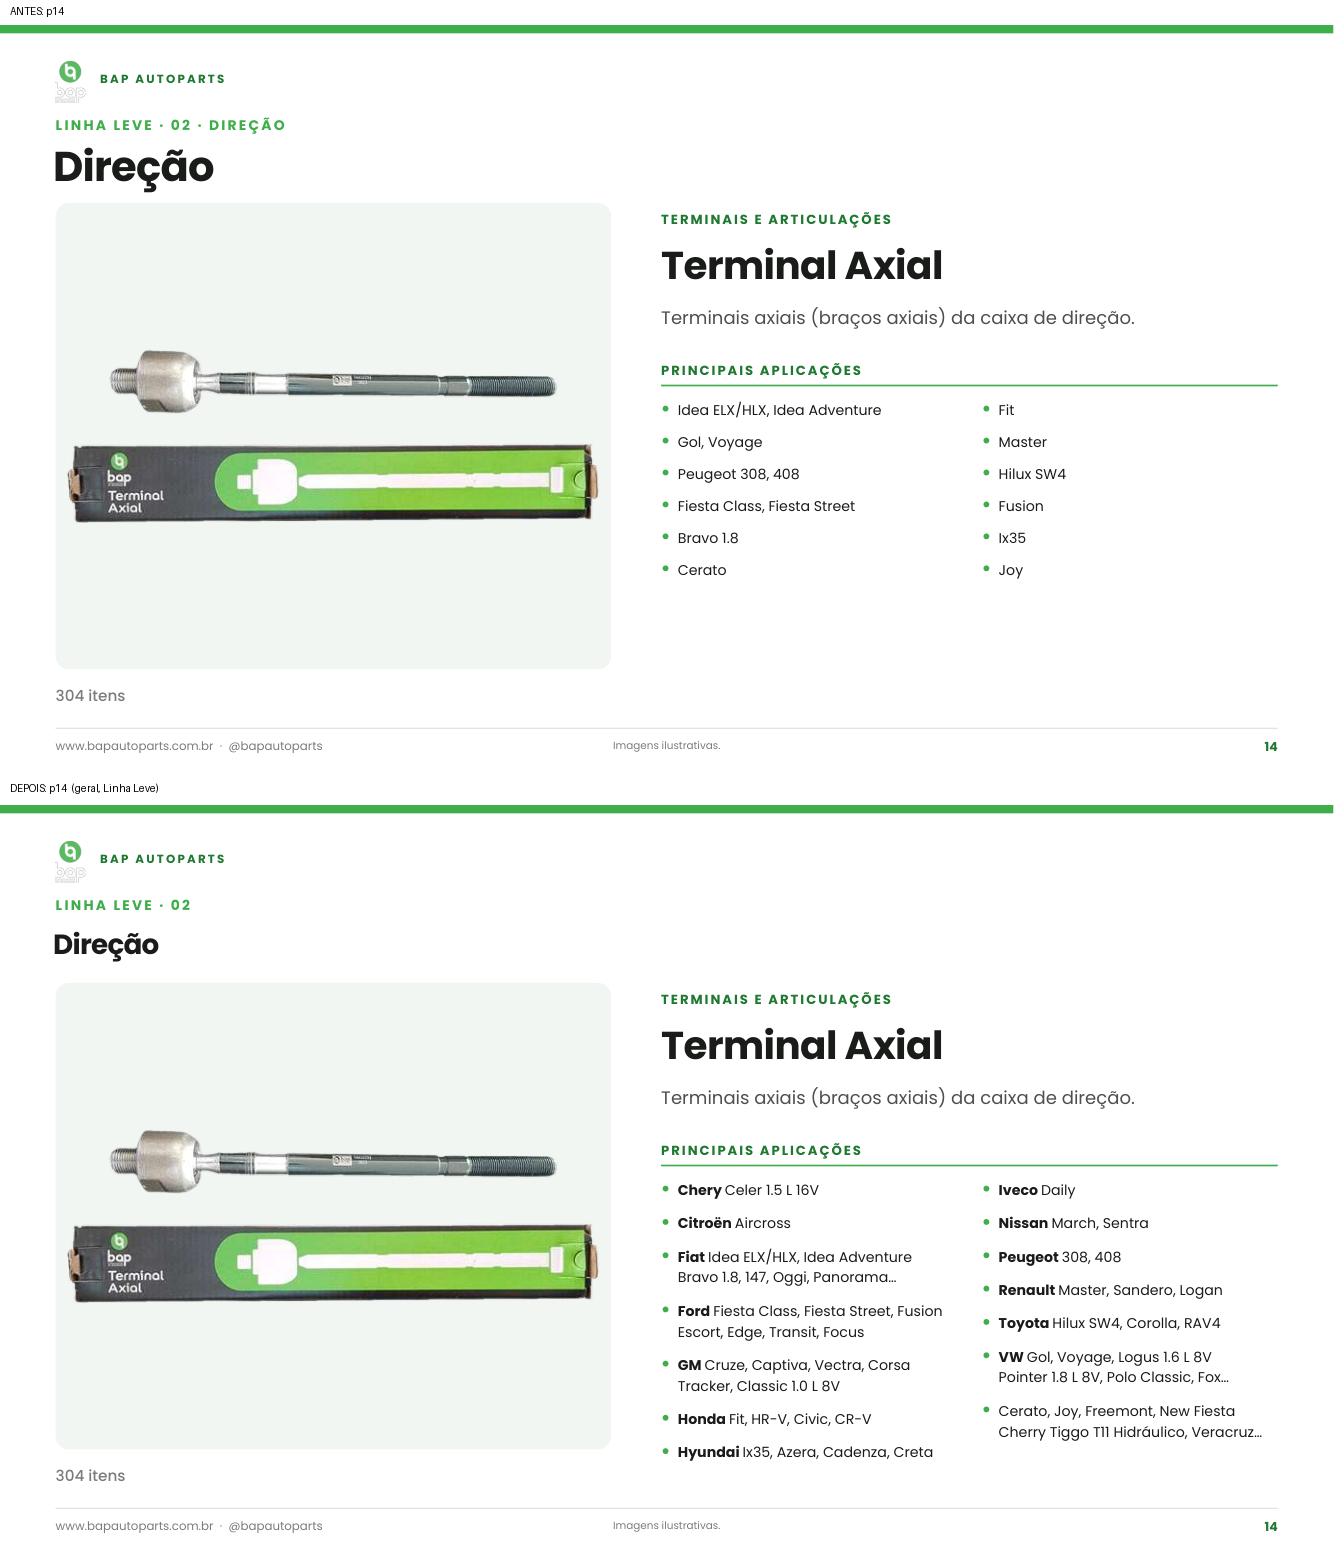 ANTES: p14
bap
BAP AUTOPARTS
LINHA LEVE · 02 · DIREÇÃO
Direção
TERMINAIS E ARTICULAÇÕES
Terminal Axial
Terminais axiais (braços axiais) da caixa de direção.
PRINCIPAIS APLICAÇÕES
Idea ELX/HLX, Idea Adventure
Gol, Voyage
Peugeot 308, 408
Fiesta Class, Fiesta Street
Bravo 1.8
Cerato
Fit
Master
Hilux SW4
Fusion
Ix35
Joy
bap
Terminal
Axial
304 itens
www.bapautoparts.com.br · @bapautoparts
Imagens ilustrativas.
14
DEPOIS: p14 (geral, Linha Leve)
bap
BAP AUTOPARTS
LINHA LEVE · 02
Direção
TERMINAIS E ARTICULAÇÕES
Terminal Axial
Terminais axiais (braços axiais) da caixa de direção.
PRINCIPAIS APLICAÇÕES
Chery Celer 1.5 L 16V
Citroën Aircross
Fiat Idea ELX/HLX, Idea Adventure
Bravo 1.8, 147, Oggi, Panorama...
Ford Fiesta Class, Fiesta Street, Fusion
Escort, Edge, Transit, Focus
GM Cruze, Captiva, Vectra, Corsa
Tracker, Classic 1.0 L 8V
Honda Fit, HR-V, Civic, CR-V
Hyundai Ix35, Azera, Cadenza, Creta
Iveco Daily
Nissan March, Sentra
Peugeot 308, 408
Renault Master, Sandero, Logan
Toyota Hilux SW4, Corolla, RAV4
VW Gol, Voyage, Logus 1.6 L 8V
Pointer 1.8 L 8V, Polo Classic, Fox...
Cerato, Joy, Freemont, New Fiesta
Cherry Tiggo T11 Hidráulico, Veracruz...
bap
Terminal
Axial
304 itens
www.bapautoparts.com.br · @bapautoparts
Imagens ilustrativas.
14